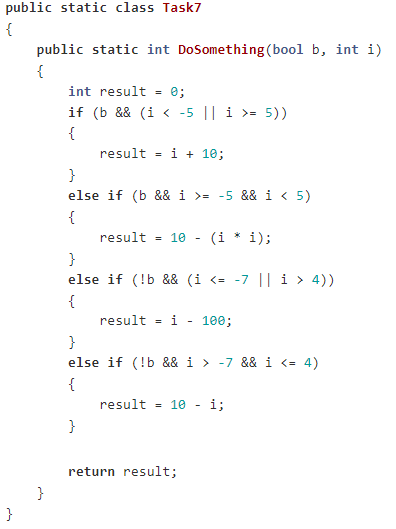 public static class Task7
{
    public static int DoSomething(bool b, int i)
    {
        int result = 0;
        if (b && (i < -5 || i >= 5))
        {
            result = i + 10;
        }
        else if (b && i >= -5 && i < 5)
        {
            result = 10 - (i * i);
        }
        else if (!b && (i <= -7 || i > 4))
        {
            result = i - 100;
        }
        else if (!b && i > -7 && i <= 4)
        {
            result = 10 - i;
        }

        return result;
    }
}